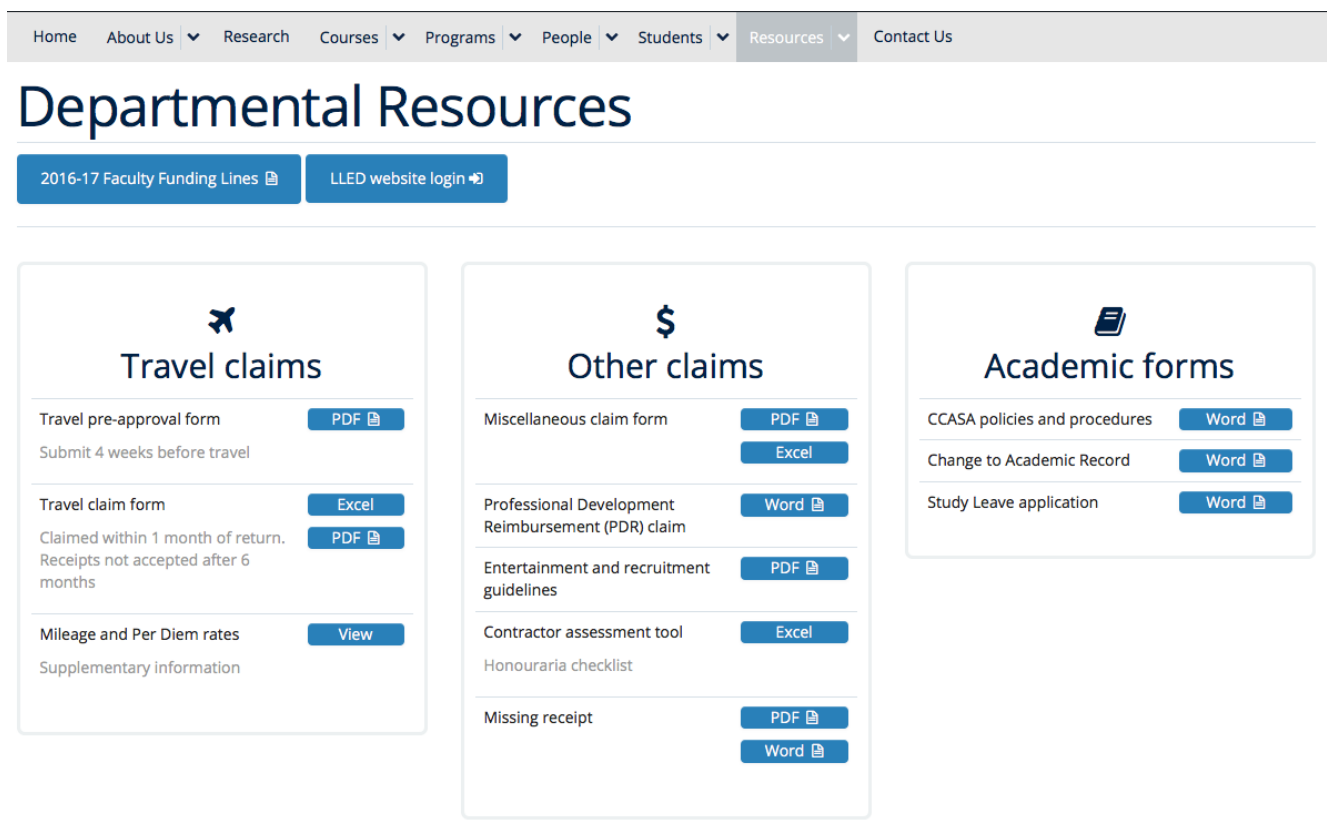 Home About Us Research Courses Programs People Students Resources Contact Us
Departmental Resources
2016-17 Faculty Funding Lines LLED website login
Travel claims
Travel pre-approval form PDF
Submit 4 weeks before travel
Travel claim form Excel
Claimed within 1 month of return. PDF
Receipts not accepted after 6
months
Mileage and Per Diem rates View
Supplementary information
$
Other claims
Miscellaneous claim form PDF
Excel
Professional Development Word
Reimbursement (PDR) claim
Entertainment and recruitment PDF
guidelines
Contractor assessment tool Excel
Honouraria checklist
Missing receipt PDF
Word
Academic forms
CCASA policies and procedures Word
Change to Academic Record Word
Study Leave application Word